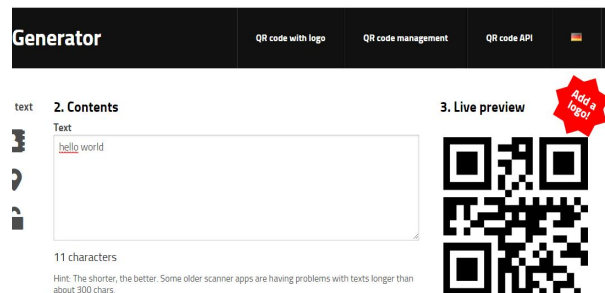 Generator
QR code with logo
QR code management
QR code API
text
2. Contents
Text
hello world
11 characters
Hint: The shorter, the better. Some older scanner apps are having problems with texts longer than
about 300 chars.
3. Live preview
Add a
logo!